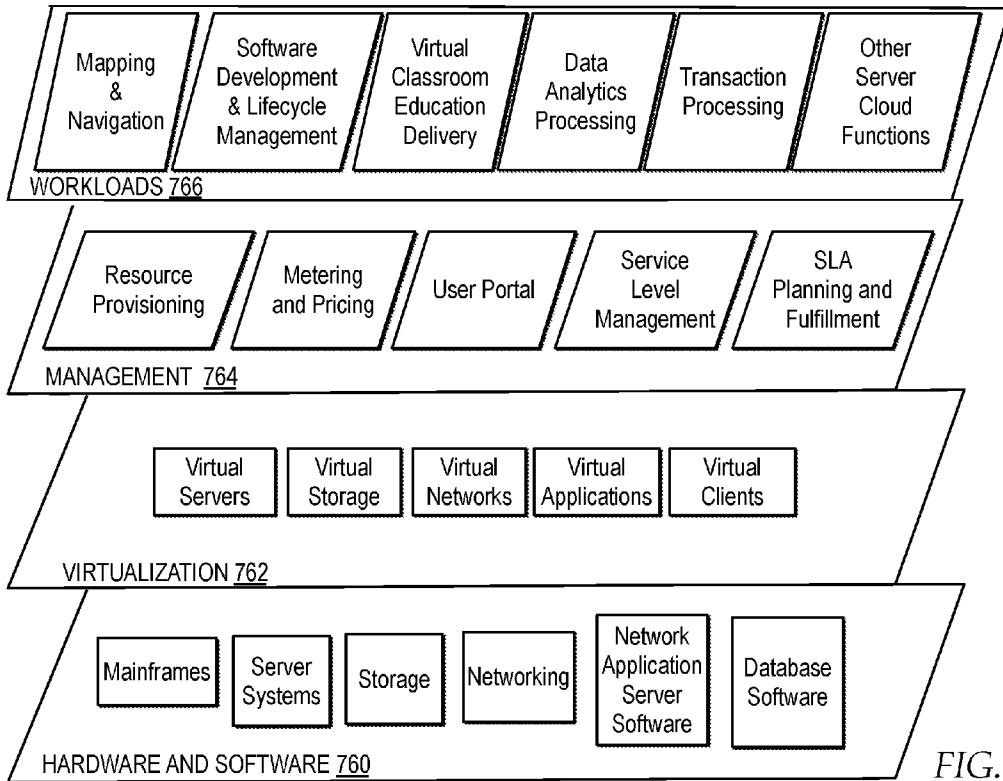 Mapping
&
Navigation
Software
Development
& Lifecycle
Management
Virtual
Classroom
Education
Delivery
Data
Analytics
Processing
Transaction
Processing
Other
Server
Cloud
Functions
WORKLOADS 766
Resource
Provisioning
Metering
and Pricing
User Portal
Service
Level
Management
SLA
Planning and
Fulfillment
MANAGEMENT 764
Virtual
Servers
Virtual
Storage
Virtual
Networks
Virtual
Applications
Virtual
Clients
VIRTUALIZATION 762
Mainframes
Server
Systems
Storage
Networking
Network
Application
Server
Software
Database
Software
HARDWARE AND SOFTWARE 760
FIG.